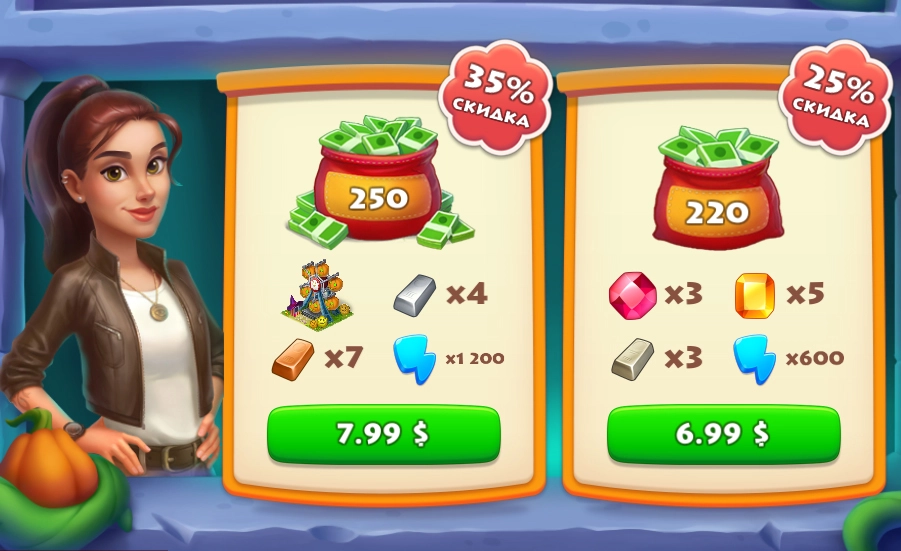 35%
СКИДКА
250
x4
x7
x1 200
7.99 $
25%
СКИДКА
220
x3
x5
x3
x600
6.99 $